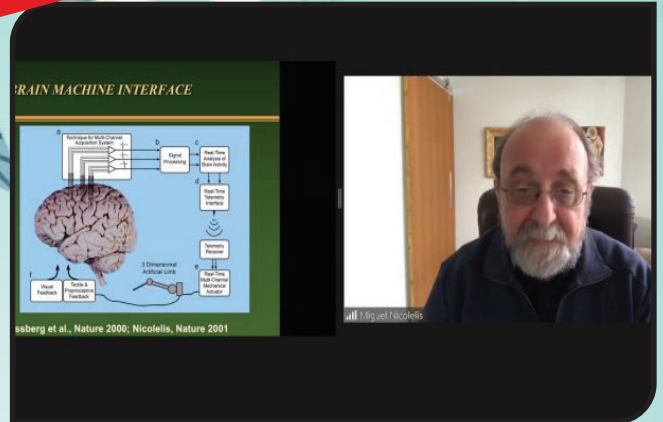 BRAIN MACHINE INTERFACE
a
Technique for Multi-Channel
Acquisition System
b
Signal
Processing
c
Real-Time
Analysis of
Brain Activity
d
Real-Time
Telemetry
Interface
Telemetry
Receiver
e
Real-Time
Multi-Channel
Mechanical
Actuator
3 Dimensional
Artificial Limb
f
Visual
Feedback
Tactile &
Proprioceptive
Feedback
ssberg et al., Nature 2000; Nicolelis, Nature 2001
Miguel Nicolelis